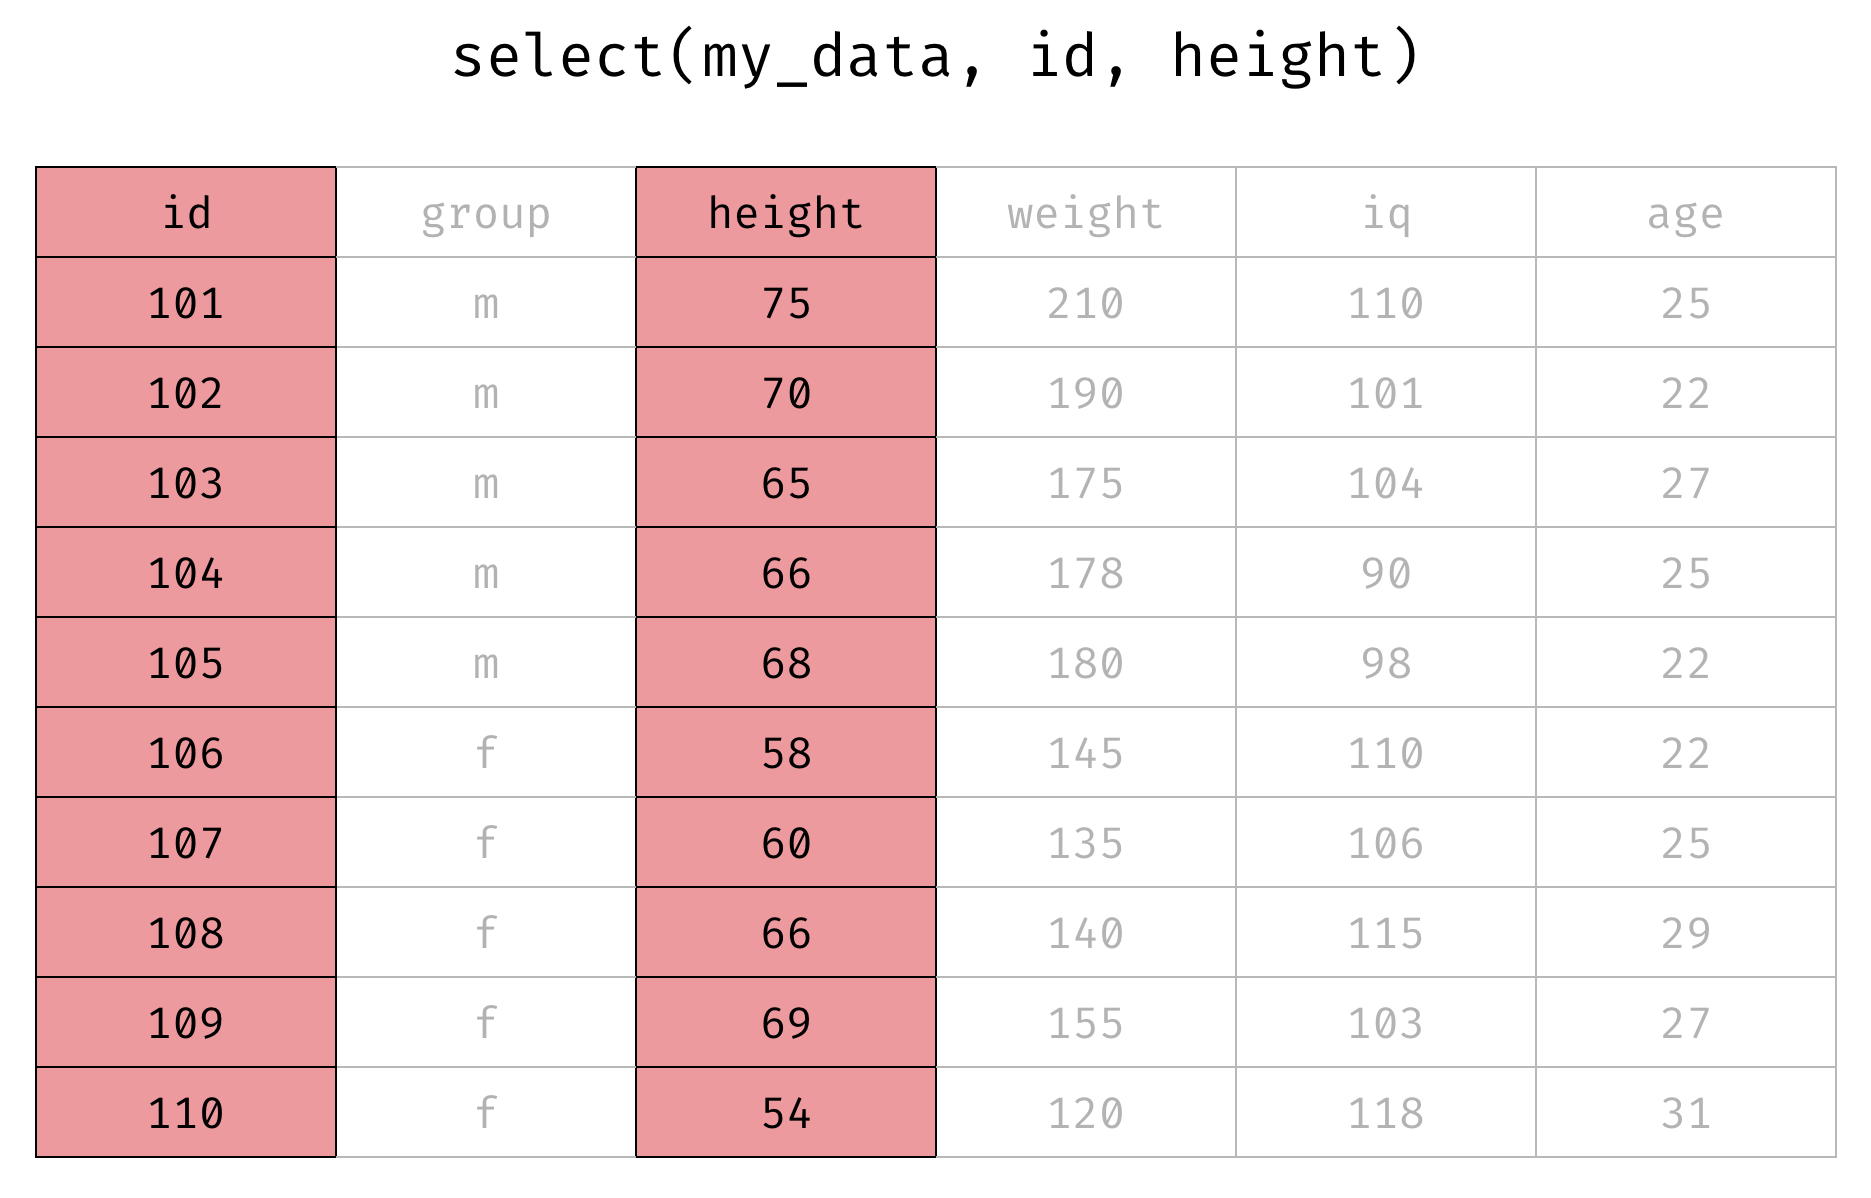 select(my_data, id, height)
id group height weight iq age
101 m 75 210 110 25
102 m 70 190 101 22
103 m 65 175 104 27
104 m 66 178 90 25
105 m 68 180 98 22
106 f 58 145 110 22
107 f 60 135 106 25
108 f 66 140 115 29
109 f 69 155 103 27
110 f 54 120 118 31